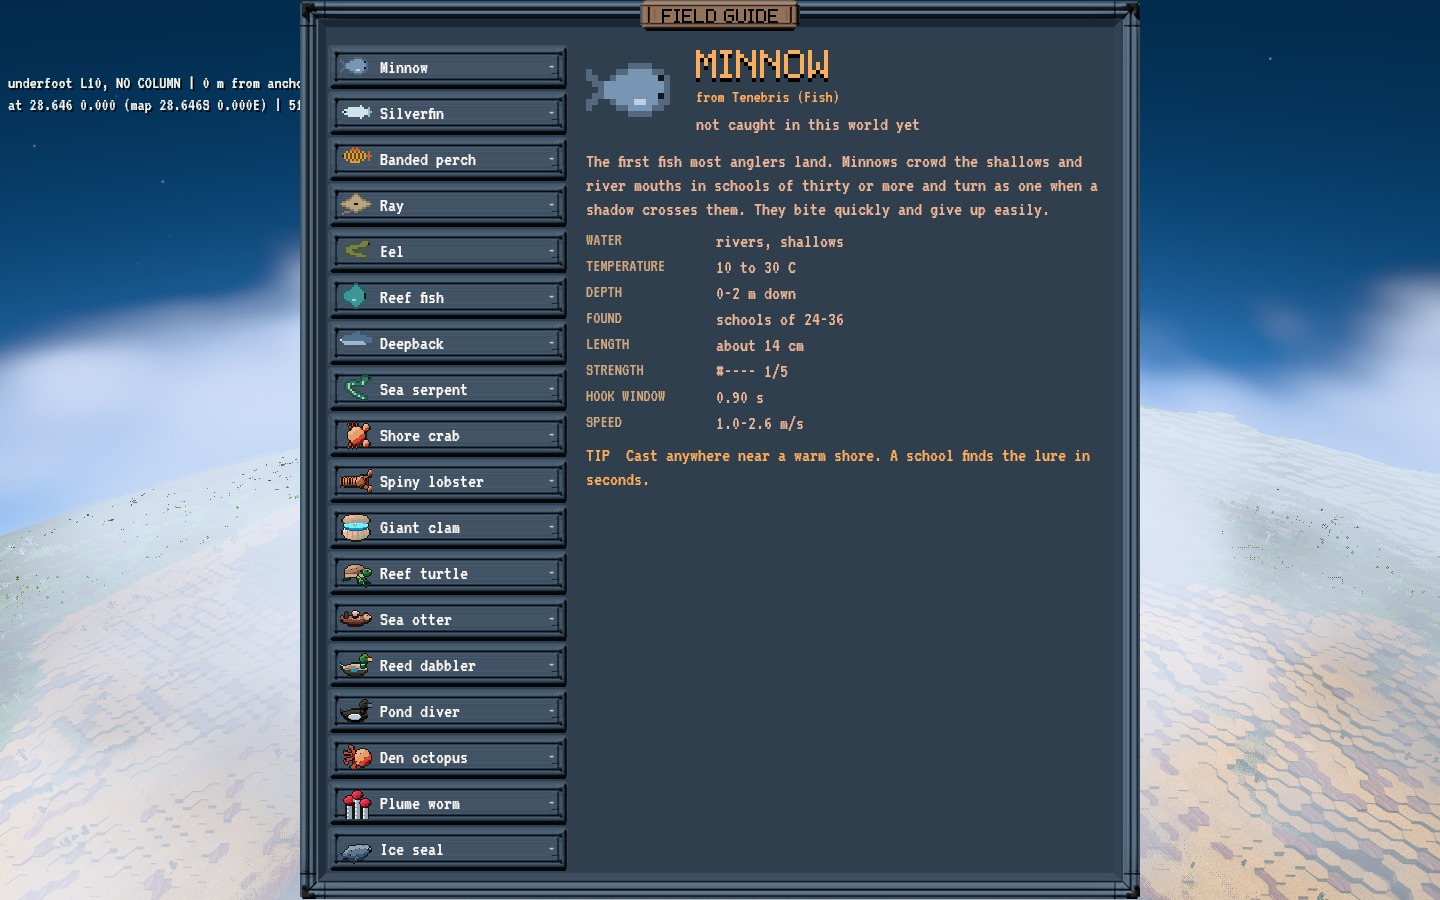 FIELD GUIDE
underfoot L10, NO COLUMN | 0 m from ancho
at 28.646 0.000 (map 28.646S 0.000E) | 51
Minnow -
Silverfin -
Banded perch -
Ray -
Eel -
Reef fish -
Deepback -
Sea serpent -
Shore crab -
Spiny lobster -
Giant clam -
Reef turtle -
Sea otter -
Reed dabbler -
Pond diver -
Den octopus -
Plume worm -
Ice seal -
MINNOW
from Tenebris (Fish)
not caught in this world yet
The first fish most anglers land. Minnows crowd the shallows and
river mouths in schools of thirty or more and turn as one when a
shadow crosses them. They bite quickly and give up easily.
WATER rivers, shallows
TEMPERATURE 10 to 30 C
DEPTH 0-2 m down
FOUND schools of 24-36
LENGTH about 14 cm
STRENGTH #---- 1/5
HOOK WINDOW 0.90 s
SPEED 1.0-2.6 m/s
TIP Cast anywhere near a warm shore. A school finds the lure in
seconds.